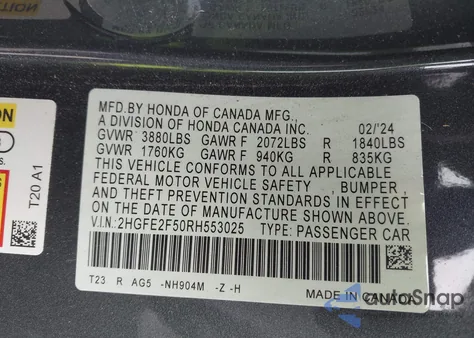 MFD.BY HONDA OF CANADA MFG.,
A DIVISION OF HONDA CANADA INC. 02/'24
GVWR 3880LBS GAWR F 2072LBS R 1840LBS
GVWR 1760KG GAWR F 940KG R 835KG
THIS VEHICLE CONFORMS TO ALL APPLICABLE
FEDERAL MOTOR VEHICLE SAFETY , BUMPER ,
AND THEFT PREVENTION STANDARDS IN EFFECT
ON THE DATE OF MANUFACTURE SHOWN ABOVE.
V.I.N.:2HGFE2F50RH553025 TYPE: PASSENGER CAR
T23 R AG5 -NH904M -Z -H
MADE IN CANADA
T20 A1
autoSnap